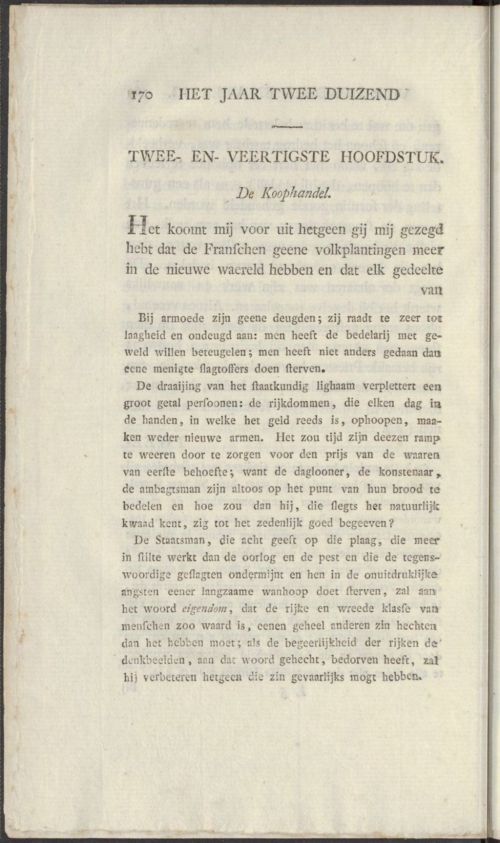 170 HET JAAR TWEE DUIZEND
TWEE- EN- VEERTIGSTE HOOFDSTUK.
De Koophandel.
Het koomt mij voor uit hetgeen gij mij gezegd
hebt dat de Franſchen geene volkplantingen meer
in de nieuwe waereld hebben en dat elk gedeelte
van
Bij armoede zijn geene deugden; zij raadt te zeer tot
laagheid en ondeugd aan: men heeft de bedelarij met ge-
weld willen beteugelen; men heeft niet anders gedaan dan
eene menigte ſlagtoffers doen ſterven.
De draaijing van het ſtaatkundig lighaam verplettert een
groot getal perſoonen: de rijkdommen, die elken dag in
de handen, in welke het geld reeds is, ophoopen, maa-
ken weder nieuwe armen. Het zou tijd zijn deezen ramp
te weeren door te zorgen voor den prijs van de waaren
van eerſte behoefte; want de daglooner, de konstenaar,
de ambagtsman zijn altoos op het punt van hun brood te
bedelen en hoe zou dan hij, die ſlegts het natuurlijk
kwaad kent, zig tot het zedenlijk goed begeeven?
De Staatsman, die acht geeft op die plaag, die meer
in ſtilte werkt dan de oorlog en de pest en die de tegens-
woordige geſlagten ondermijnt en hen in de onuitdruklijke
angsten eener langzaame wanhoop doet ſterven, zal aan
het woord eigendom, dat de rijke en wreede klasſe van
menſchen zoo waard is, eenen geheel anderen zin hechten
dan het hebben moet; als de begeerlijkheid der rijken de
denkbeelden, aan dat woord gehecht, bedorven heeft, zal
hij verbeteren hetgeen die zin gevaarlijks mogt hebben.